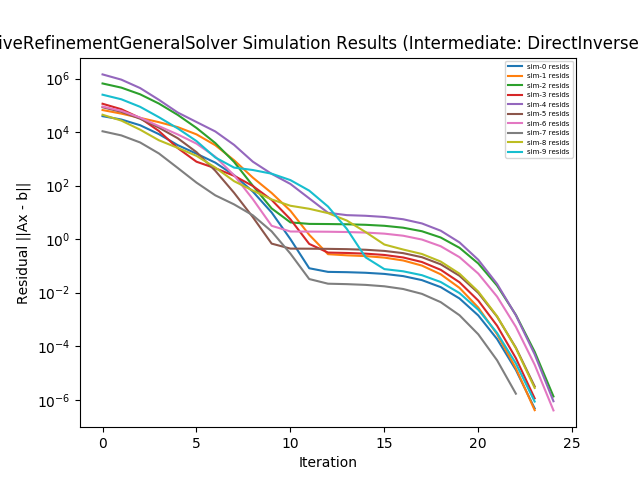 iveRefinementGeneralSolver Simulation Results (Intermediate: DirectInverse
Residual ||Ax - b||
10^6
10^4
10^2
10^0
10^−2
10^−4
10^−6
sim-0 resids
sim-1 resids
sim-2 resids
sim-3 resids
sim-4 resids
sim-5 resids
sim-6 resids
sim-7 resids
sim-8 resids
sim-9 resids
0 5 10 15 20 25
Iteration